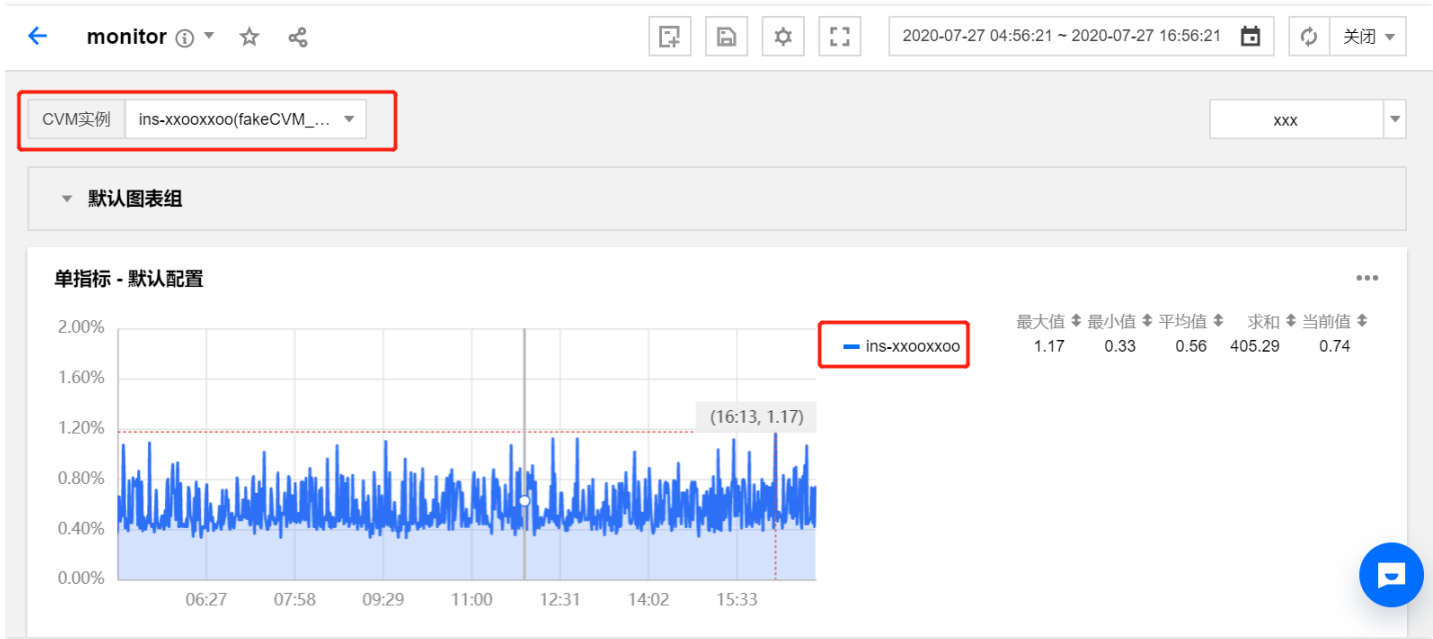 monitor
2020-07-27 04:56:21 ~ 2020-07-27 16:56:21
关闭
CVM实例
ins-xxooxxoo(fakeCVM_...
xxx
默认图表组
单指标 - 默认配置
最大值 最小值 平均值 求和 当前值
ins-xxooxxoo
1.17 0.33 0.56 405.29 0.74
2.00%
1.60%
1.20%
0.80%
0.40%
0.00%
(16:13, 1.17)
06:27 07:58 09:29 11:00 12:31 14:02 15:33